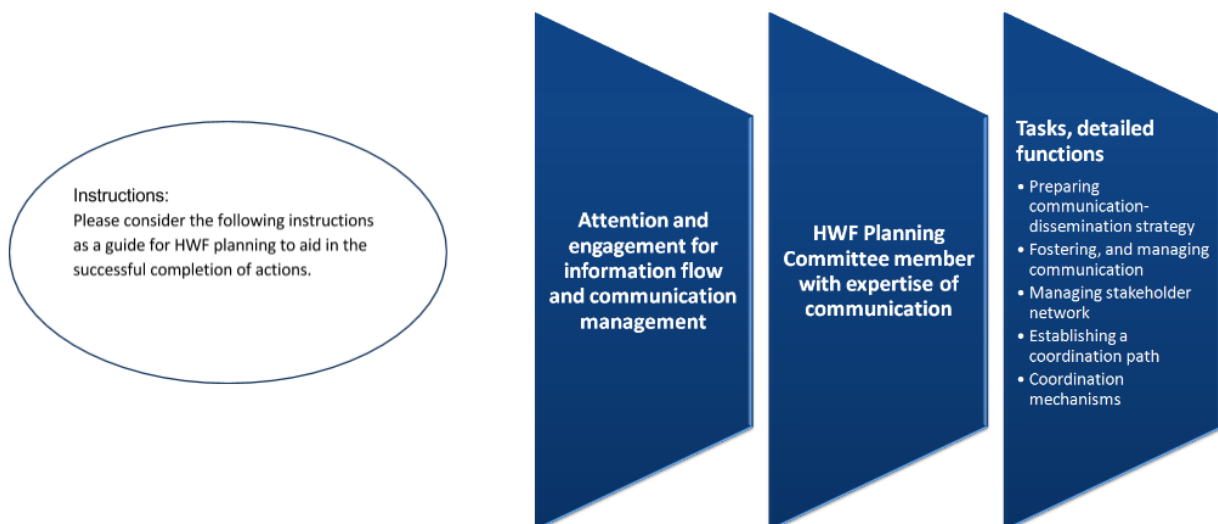 Instructions:
Please consider the following instructions
as a guide for HWF planning to aid in the
successful completion of actions.
Attention and
engagement for
information flow
and communication
management
HWF Planning
Committee member
with expertise of
communication
Tasks, detailed
functions
• Preparing
communication-
dissemination strategy
• Fostering, and managing
communication
• Managing stakeholder
network
• Establishing a
coordination path
• Coordination
mechanisms